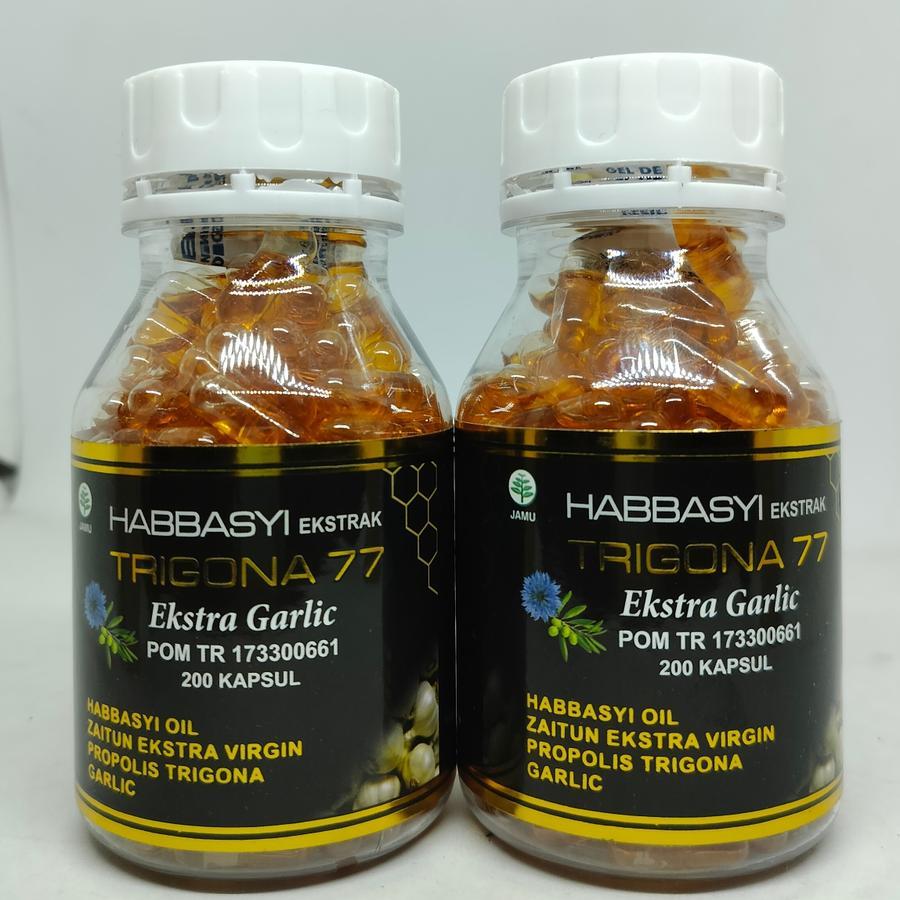 JAMU
HABBASYI EKSTRAK
TRIGONA 77
Ekstra Garlic
POM TR 173300661
200 KAPSUL
HABBASYI OIL
ZAITUN EKSTRA VIRGIN
PROPOLIS TRIGONA
GARLIC
GEL DE
JAMU
HABBASYI EKSTRAK
TRIGONA 77
Ekstra Garlic
POM TR 173300661
200 KAPSUL
HABBASYI OIL
ZAITUN EKSTRA VIRGIN
PROPOLIS TRIGONA
GARLIC